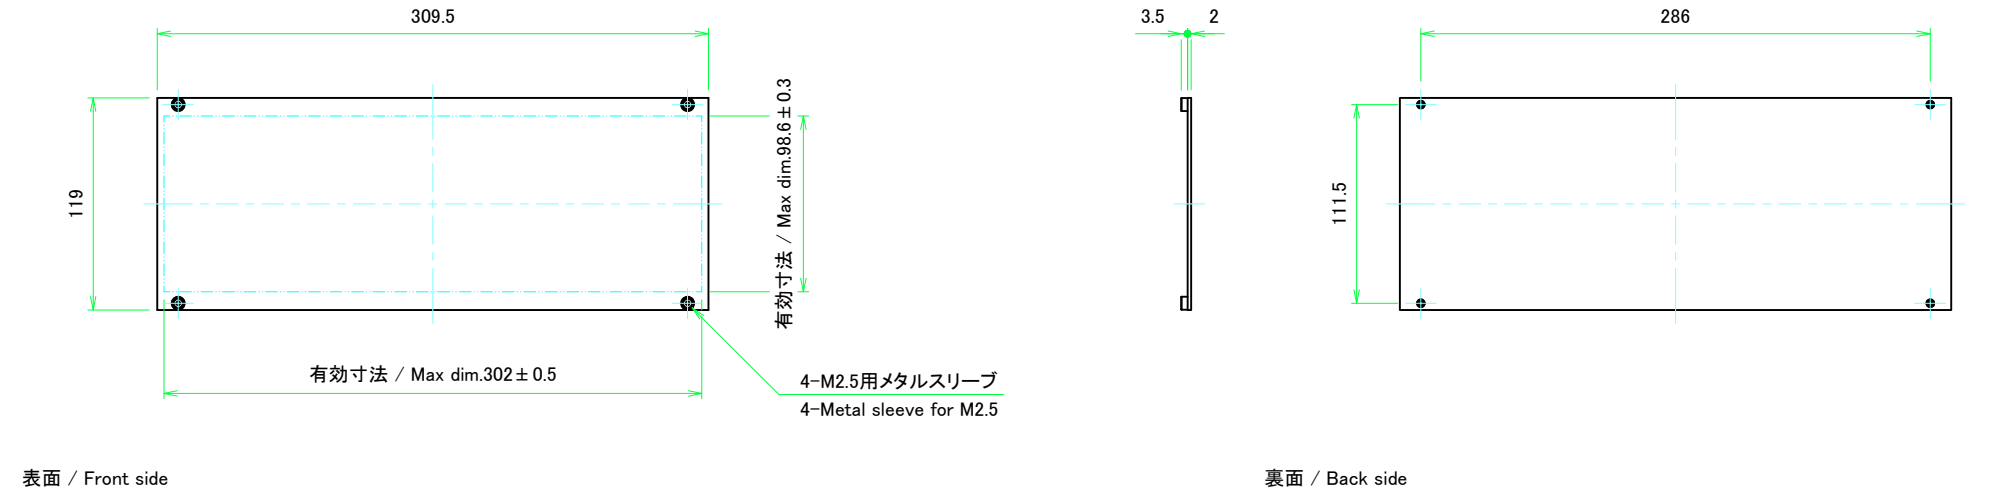 309.5
3.5
2
286
119
有効寸法 / Max dim.98.6±0.3
111.5
有効寸法 / Max dim.302±0.5
4-M2.5用メタルスリーブ
4-Metal sleeve for M2.5
表面 / Front side
裏面 / Back side